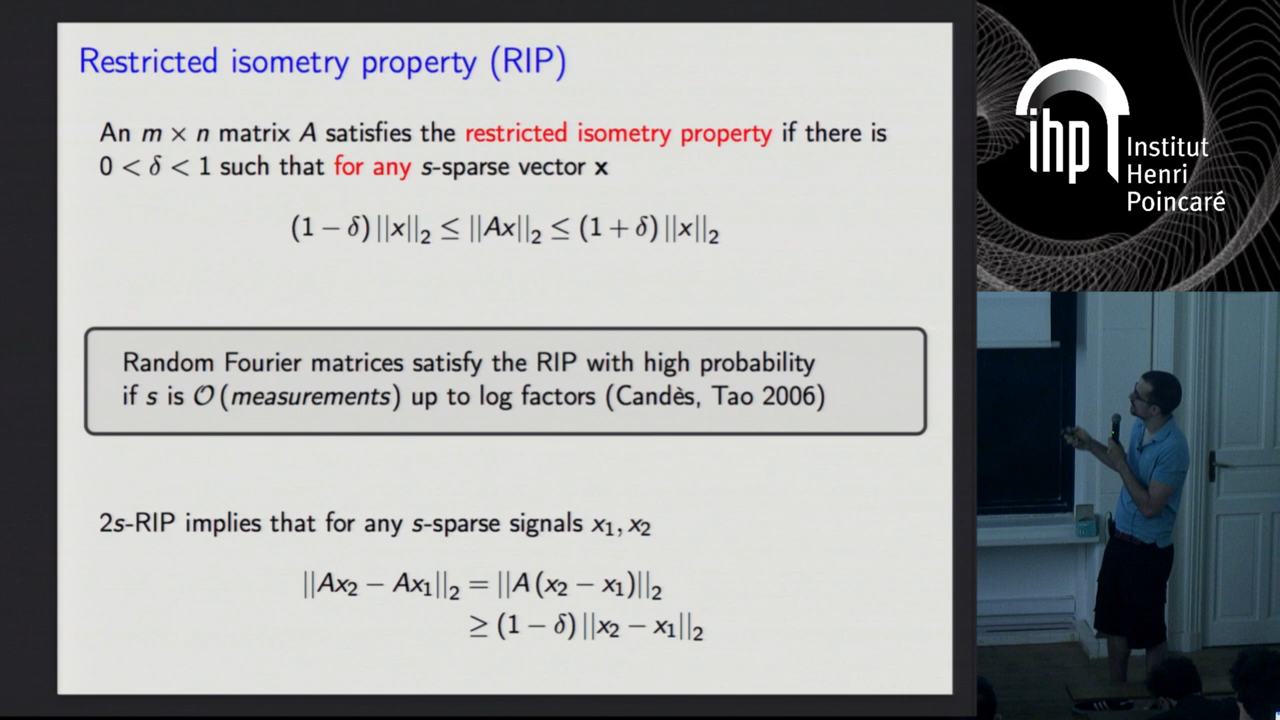 Restricted isometry property (RIP)
An m × n matrix A satisfies the restricted isometry property if there is
0 < δ < 1 such that for any s-sparse vector x
(1 − δ) ||x||₂ ≤ ||Ax||₂ ≤ (1 + δ) ||x||₂
Random Fourier matrices satisfy the RIP with high probability
if s is O (measurements) up to log factors (Candès, Tao 2006)
2s-RIP implies that for any s-sparse signals x₁, x₂
||Ax₂ − Ax₁||₂ = ||A (x₂ − x₁)||₂
≥ (1 − δ) ||x₂ − x₁||₂
ihp
Institut
Henri
Poincaré